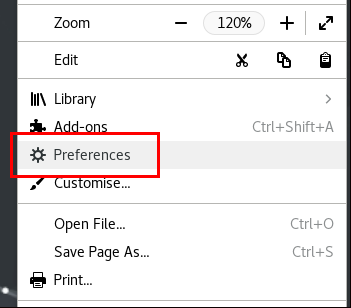 Zoom 120%
Edit
Library
Add-ons Ctrl+Shift+A
Preferences
Customise...
Open File... Ctrl+O
Save Page As... Ctrl+S
Print...